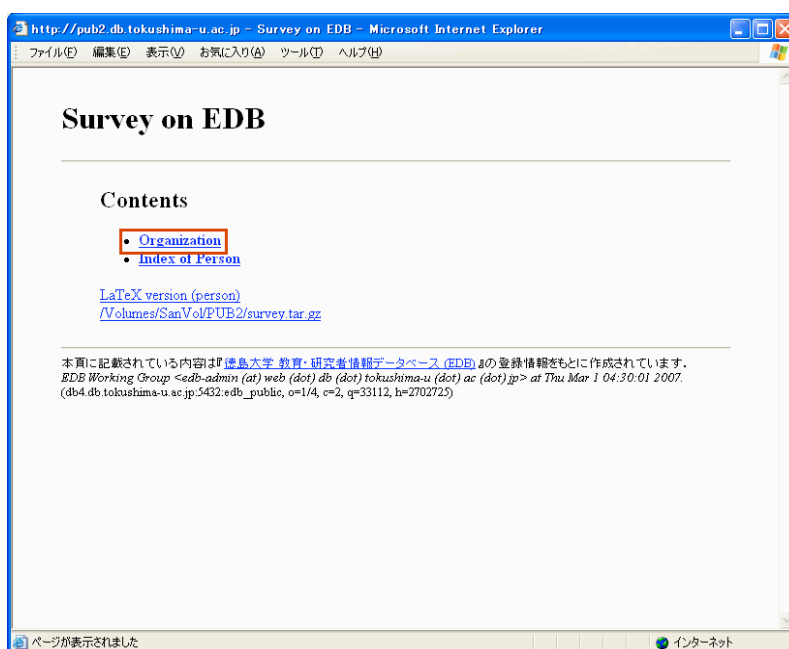 http://pub2.db.tokushima-u.ac.jp - Survey on EDB - Microsoft Internet Explorer
ファイル(F) 編集(E) 表示(V) お気に入り(A) ツール(T) ヘルプ(H)
Survey on EDB
Contents
Organization
Index of Person
LaTeX version (person)
/Volumes/SanVol/PUB2/survey.tar.gz
本頁に記載されている内容は『徳島大学 教育・研究者情報データベース (EDB)』の登録情報をもとに作成されています．
EDB Working Group <edb-admin (at) web (dot) db (dot) tokushima-u (dot) ac (dot) jp> at Thu Mar 1 04:30:01 2007.
(db4.db.tokushima-u.ac.jp:5432:edb_public, o=1/4, c=2, q=33112, h=2702725)
ページが表示されました
インターネット